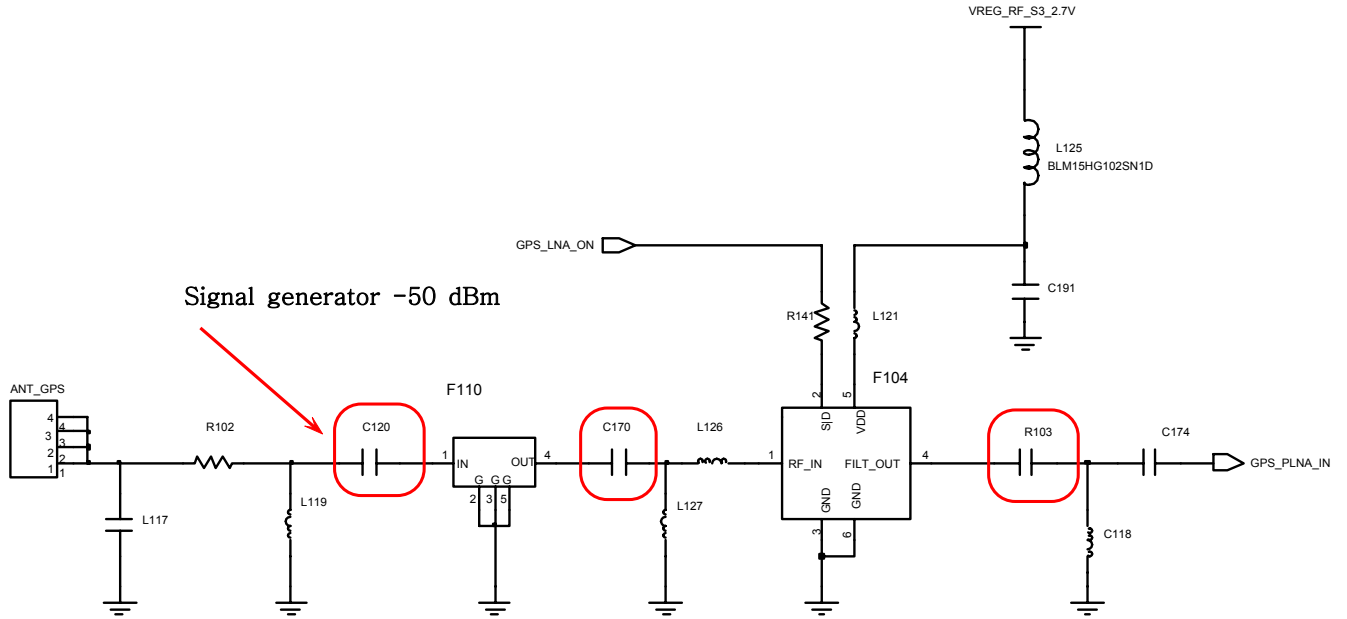 VREG_RF_S3_2.7V
L125
BLM15HG102SN1D
GPS_LNA_ON
C191
Signal generator -50 dBm
R141
L121
F104
ANT_GPS
F110
2
5
S|D
VDD
4
4
3
3
2
2
1
1
R102
C120
C170
L126
R103
C174
1
IN
OUT
4
1
RF_IN
FILT_OUT
4
GPS_PLNA_IN
G
G
G
2
3
5
GND
GND
3
6
L117
L119
L127
C118